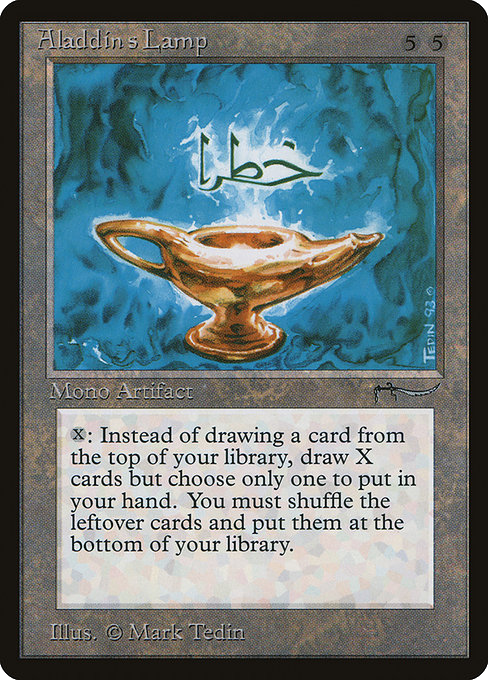 Aladdin's Lamp 5 5
خطرا
TEDIN 93 ©
Mono Artifact
X: Instead of drawing a card from
the top of your library, draw X
cards but choose only one to put in
your hand. You must shuffle the
leftover cards and put them at the
bottom of your library.
Illus. © Mark Tedin